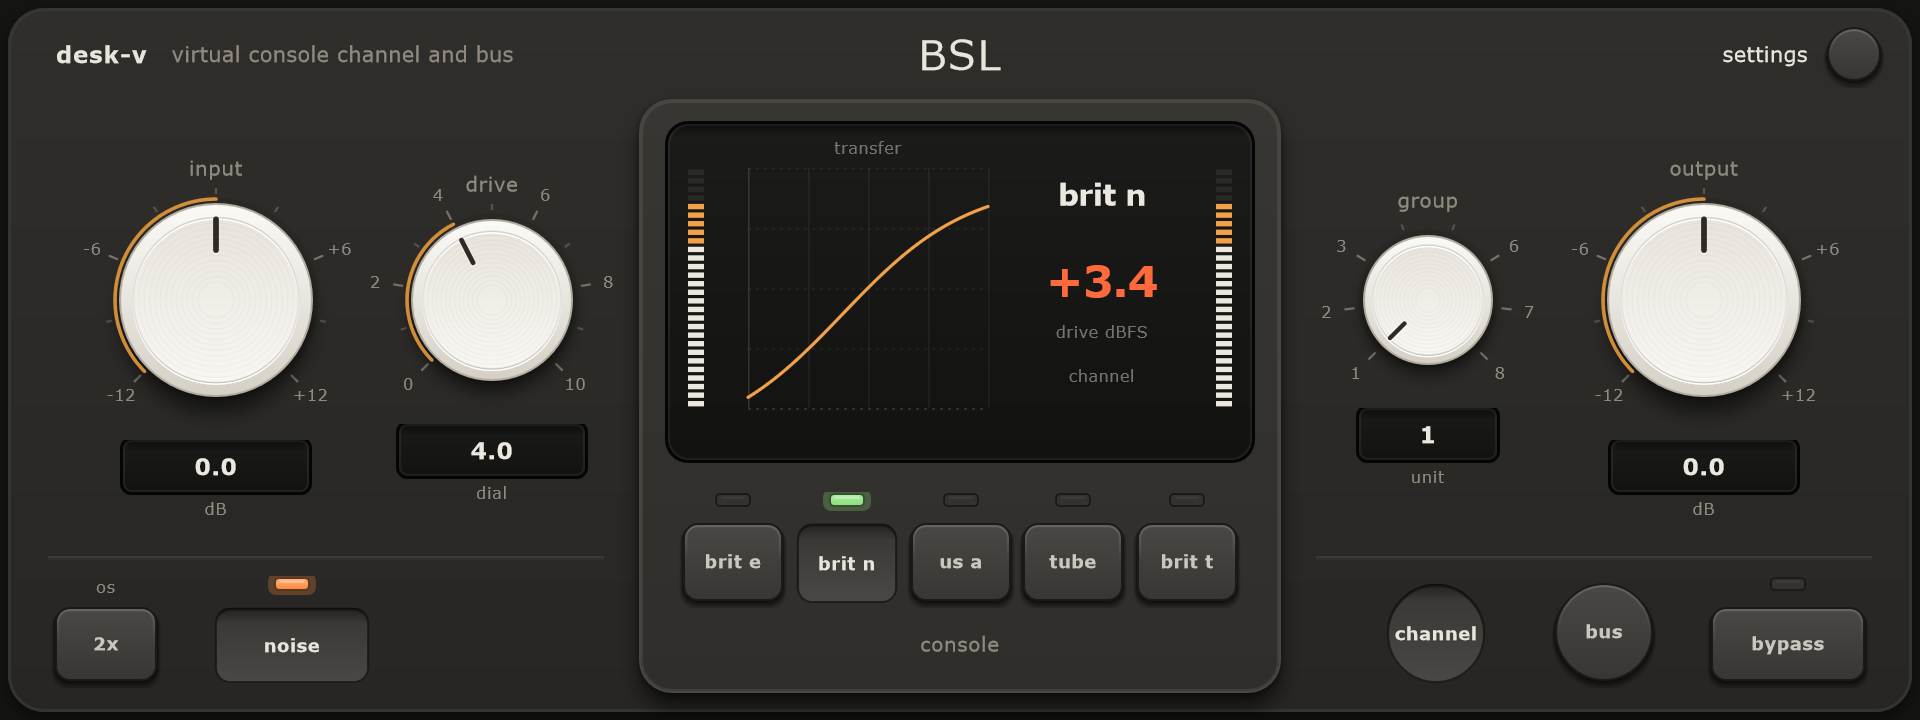 desk-v virtual console channel and bus
BSL
settings
input
-6 +6
-12 +12
0.0
dB
drive
4 6
2 8
0 10
4.0
dial
transfer
brit n
+3.4
drive dBFS
channel
brit e
brit n
us a
tube
brit t
console
group
3 6
2 7
1 8
1
unit
output
-6 +6
-12 +12
0.0
dB
os
2x
noise
channel
bus
bypass